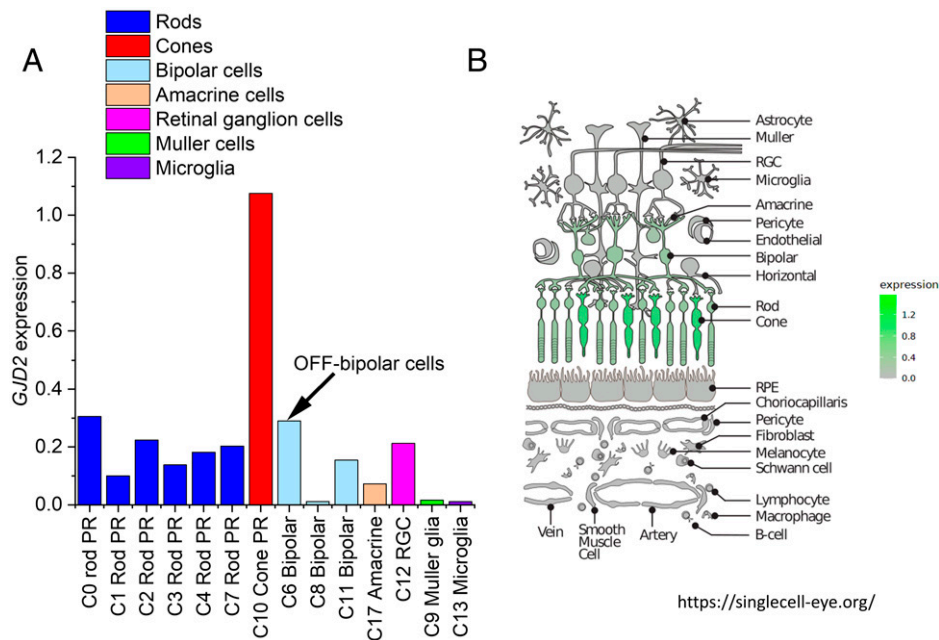 A
Rods
Cones
Bipolar cells
Amacrine cells
Retinal ganglion cells
Muller cells
Microglia
GJD2 expression
1.2
1.0
0.8
0.6
0.4
0.2
0.0
OFF-bipolar cells
C0 rod PR
C1 Rod PR
C2 Rod PR
C3 Rod PR
C4 Rod PR
C7 Rod PR
C10 Cone PR
C6 Bipolar
C8 Bipolar
C11 Bipolar
C17 Amacrine
C12 RGC
C9 Muller glia
C13 Microglia
B
Astrocyte
Muller
RGC
Microglia
Amacrine
Pericyte
Endothelial
Bipolar
Horizontal
Rod
Cone
RPE
Choriocapillaris
Pericyte
Fibroblast
Melanocyte
Schwann cell
Lymphocyte
Macrophage
B-cell
Vein
Smooth
Muscle
Cell
Artery
expression
1.2
0.8
0.4
0.0
https://singlecell-eye.org/